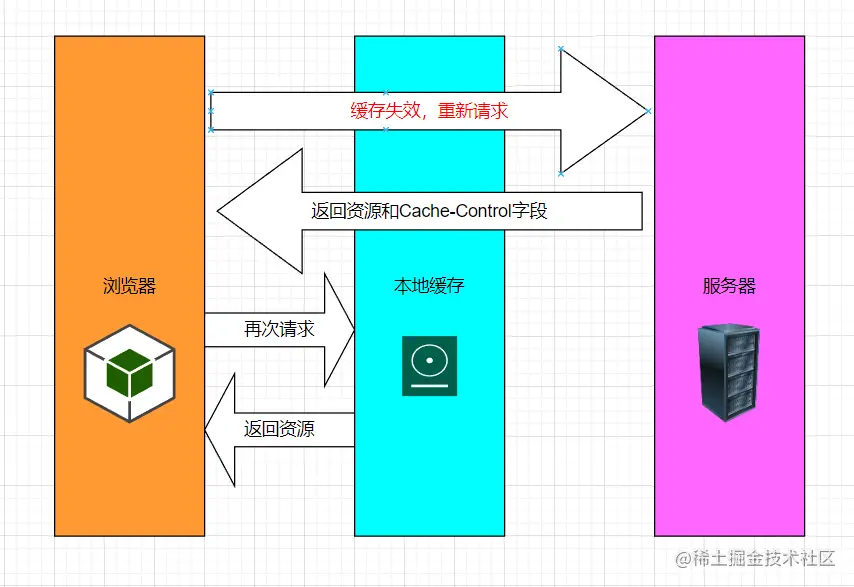 缓存失效，重新请求
返回资源和Cache-Control字段
浏览器
本地缓存
服务器
再次请求
返回资源
@稀土掘金技术社区